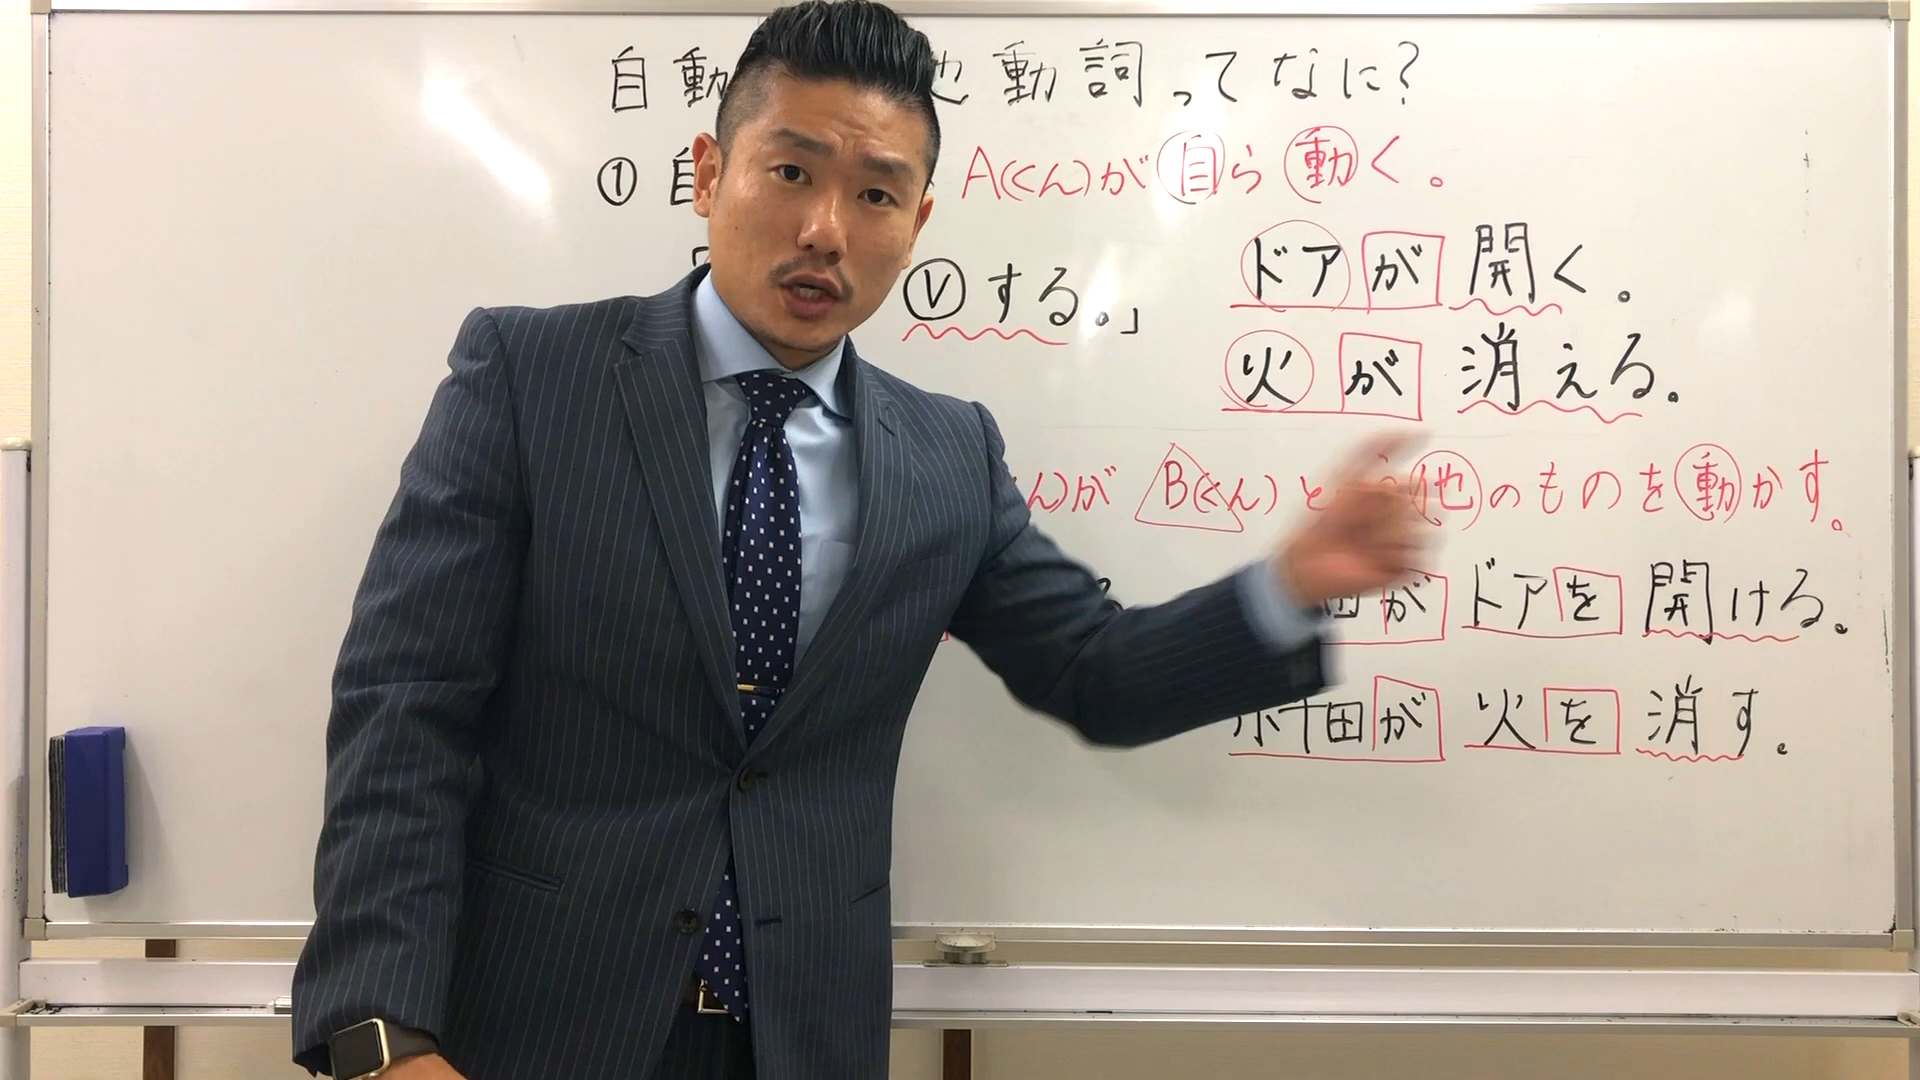 自動 他動詞ってなに?
① 自 A(くん)が自ら動く。
Ⓥする。」
ドアが開く。
火が消える。
ん)が B(くん)と 他のものを動かす。
田が ドアを 開ける。
田が 火を 消す。